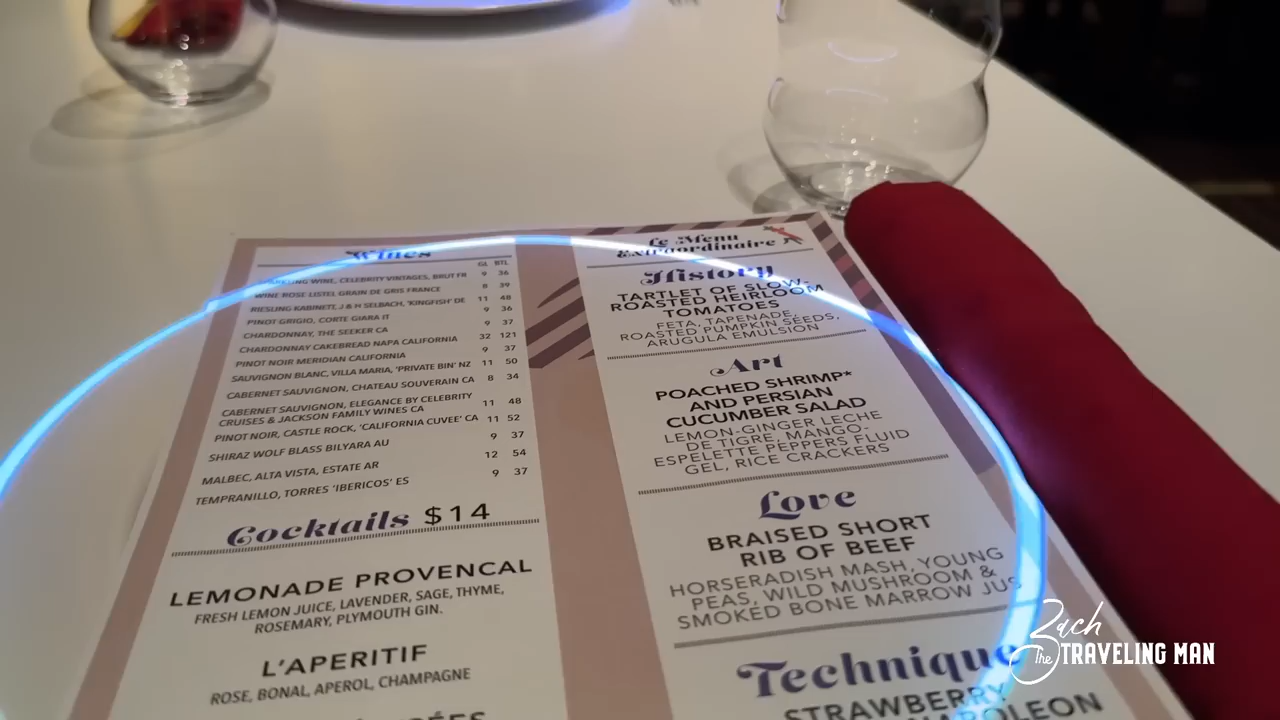 Wines
GL BTL
SPARKLING WINE, CELEBRITY VINTAGES, BRUT FR 9 36
WINE ROSE LISTEL GRAIN DE GRIS FRANCE 8 39
RIESLING KABINETT, J & H SELBACH, 'KINGFISH' DE 11 48
PINOT GRIGIO, CORTE GIARA IT 9 36
CHARDONNAY, THE SEEKER CA 9 37
CHARDONNAY CAKEBREAD NAPA CALIFORNIA 32 121
PINOT NOIR MERIDIAN CALIFORNIA 9 37
SAUVIGNON BLANC, VILLA MARIA, 'PRIVATE BIN' NZ 11 50
CABERNET SAUVIGNON, CHATEAU SOUVERAIN CA 8 34
CABERNET SAUVIGNON, ELEGANCE BY CELEBRITY
CRUISES & JACKSON FAMILY WINES CA 11 48
PINOT NOIR, CASTLE ROCK, 'CALIFORNIA CUVEE' CA 11 52
SHIRAZ WOLF BLASS BILYARA AU 9 37
MALBEC, ALTA VISTA, ESTATE AR 12 54
TEMPRANILLO, TORRES 'IBERICOS' ES 9 37
Cocktails $14
LEMONADE PROVENCAL
FRESH LEMON JUICE, LAVENDER, SAGE, THYME,
ROSEMARY, PLYMOUTH GIN.
L'APERITIF
ROSE, BONAL, APEROL, CHAMPAGNE
Le Menu
Extraordinaire
History
TARTLET OF SLOW-
ROASTED HEIRLOOM
TOMATOES
FETA, TAPENADE,
ROASTED PUMPKIN SEEDS,
ARUGULA EMULSION
Art
POACHED SHRIMP*
AND PERSIAN
CUCUMBER SALAD
LEMON-GINGER LECHE
DE TIGRE, MANGO-
ESPELETTE PEPPERS FLUID
GEL, RICE CRACKERS
Love
BRAISED SHORT
RIB OF BEEF
HORSERADISH MASH, YOUNG
PEAS, WILD MUSHROOM &
SMOKED BONE MARROW JUS
Technique
STRAWBERRY
NAPOLEON
Zach
The TRAVELING MAN